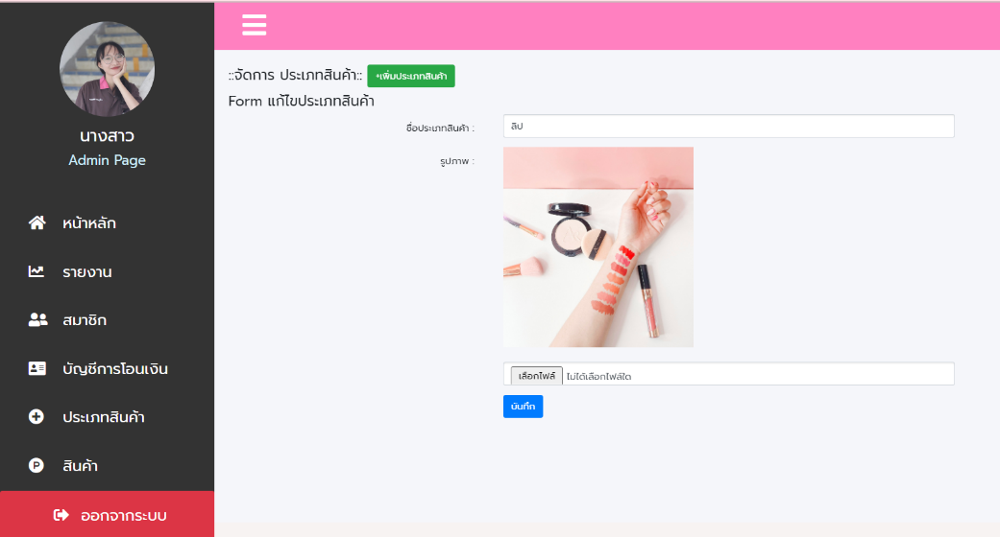 นางสาว
Admin Page
หน้าหลัก
รายงาน
สมาชิก
บัญชีการโอนเงิน
ประเภทสินค้า
สินค้า
ออกจากระบบ
::จัดการ ประเภทสินค้า:: +เพิ่มประเภทสินค้า
Form แก้ไขประเภทสินค้า
ชื่อประเภทสินค้า : ลิป
รูปภาพ :
เลือกไฟล์ ไม่ได้เลือกไฟล์ใด
บันทึก